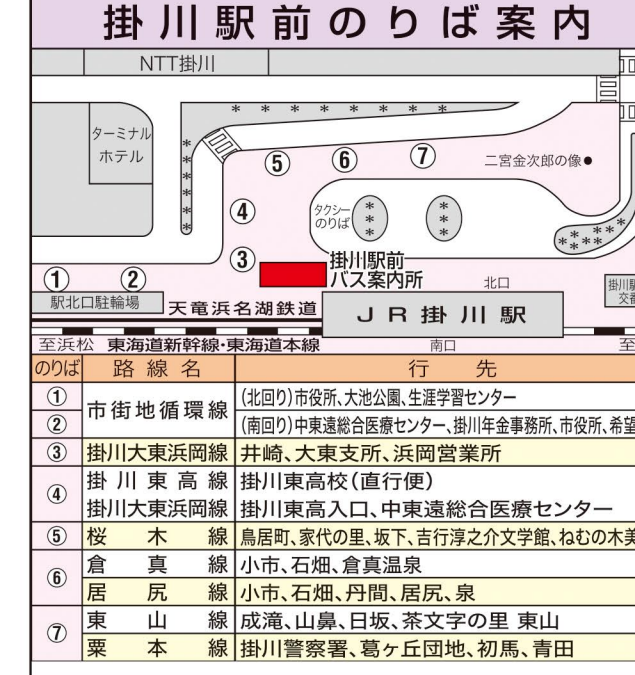 掛川駅前のりば案内
NTT掛川
ターミナル
ホテル
⑤ ⑥ ⑦
二宮金次郎の像●
④
タクシー
のりば
③
掛川駅前
バス案内所
① ②
北口
駅北口駐輪場
天竜浜名湖鉄道
JR掛川駅
至浜松 東海道新幹線・東海道本線
南口
至
のりば 路線名 行先
① 市街地循環線 (北回り)市役所、大池公園、生涯学習センター
② (南回り)中東遠総合医療センター、掛川年金事務所、市役所、希望
③ 掛川大東浜岡線 井崎、大東支所、浜岡営業所
④ 掛川東高線 掛川東高校(直行便)
掛川大東浜岡線 掛川東高入口、中東遠総合医療センター
⑤ 桜木線 鳥居町、家代の里、坂下、吉行淳之介文学館、ねむの木美
⑥ 倉真線 小市、石畑、倉真温泉
居尻線 小市、石畑、丹間、居尻、泉
⑦ 東山線 成滝、山鼻、日坂、茶文字の里 東山
粟本線 掛川警察署、葛ヶ丘団地、初馬、青田